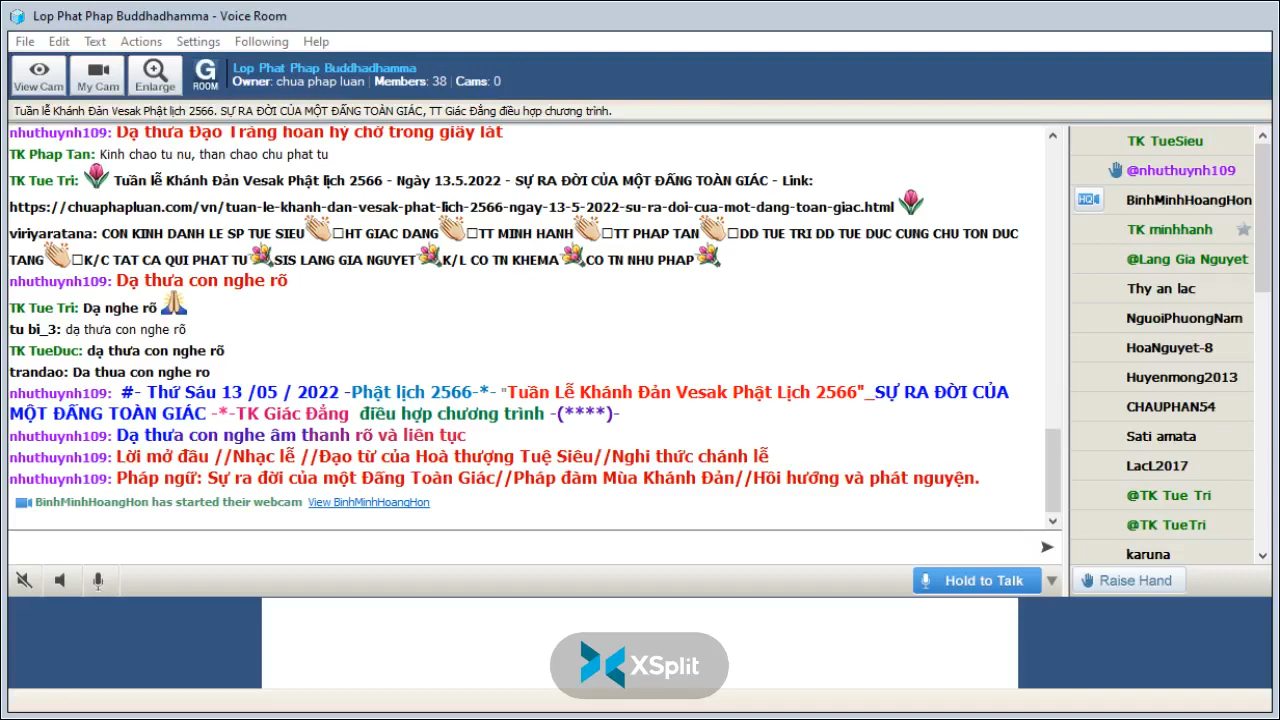 Lop Phat Phap Buddhadhamma - Voice Room
File Edit Text Actions Settings Following Help
View Cam My Cam Enlarge G ROOM
Lop Phat Phap Buddhadhamma
Owner: chua phap luan | Members: 38 | Cams: 0
Tuần lễ Khánh Đản Vesak Phật lịch 2566. SỰ RA ĐỜI CỦA MỘT ĐẤNG TOÀN GIÁC, TT Giác Đẳng điều hợp chương trình.
nhuthuynh109: Dạ thưa Đạo Tràng hoan hỷ chờ trong giây lát
TK Phap Tan: Kinh chao tu nu, than chao chu phat tu
TK Tue Tri: Tuần lễ Khánh Đản Vesak Phật lịch 2566 - Ngày 13.5.2022 - SỰ RA ĐỜI CỦA MỘT ĐẤNG TOÀN GIÁC - Link:
https://chuaphapluan.com/vn/tuan-le-khanh-dan-vesak-phat-lich-2566-ngay-13-5-2022-su-ra-doi-cua-mot-dang-toan-giac.html
viriyaratana: CON KINH DANH LE SP TUE SIEU HT GIAC DANG TT MINH HANH TT PHAP TAN DD TUE TRI DD TUE DUC CUNG CHU TON DUC
TANG K/C TAT CA QUI PHAT TU SIS LANG GIA NGUYET K/L CO TN KHEMA CO TN NHU PHAP
nhuthuynh109: Dạ thưa con nghe rõ
TK Tue Tri: Dạ nghe rõ
tu bi_3: dạ thưa con nghe rõ
TK TueDuc: dạ thưa con nghe rõ
trandao: Da thua con nghe ro
nhuthuynh109: #- Thứ Sáu 13 /05 / 2022 -Phật lịch 2566-*- "Tuần Lễ Khánh Đản Vesak Phật Lịch 2566"_SỰ RA ĐỜI CỦA
MỘT ĐẤNG TOÀN GIÁC -*-TK Giác Đẳng điều hợp chương trình -(****)-
nhuthuynh109: Dạ thưa con nghe âm thanh rõ và liên tục
nhuthuynh109: Lời mở đầu //Nhạc lễ //Đạo từ của Hoà thượng Tuệ Siêu//Nghi thức chánh lễ
nhuthuynh109: Pháp ngữ: Sự ra đời của một Đấng Toàn Giác//Pháp đàm Mùa Khánh Đản//Hồi hướng và phát nguyện.
BinhMinhHoangHon has started their webcam View BinhMinhHoangHon
TK TueSieu
@nhuthuynh109
HQ BinhMinhHoangHon
TK minhhanh
@Lang Gia Nguyet
Thy an lac
NguoiPhuongNam
HoaNguyet-8
Huyenmong2013
CHAUPHAN54
Sati amata
LacL2017
@TK Tue Tri
@TK TueTri
karuna
Hold to Talk
Raise Hand
XSplit